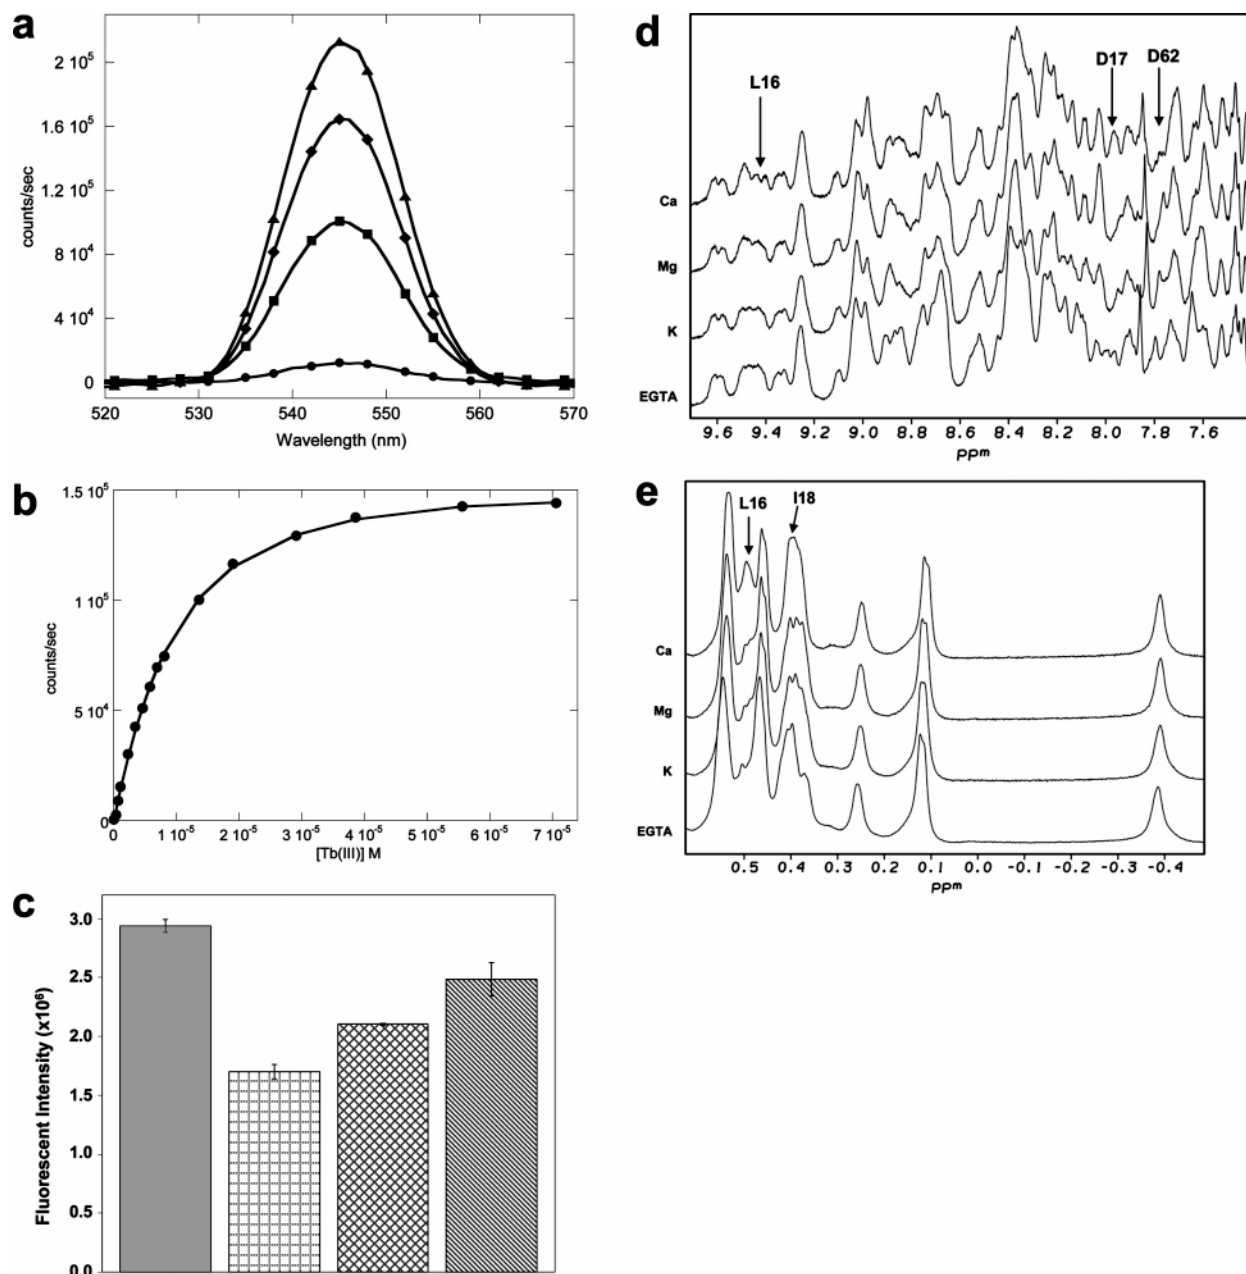 a
counts/sec
2 10⁵
1.6 10⁵
1.2 10⁵
8 10⁴
4 10⁴
0
520 530 540 550 560 570
Wavelength (nm)
b
counts/sec
1.5 10⁵
1 10⁵
5 10⁴
0
0 1 10⁻⁵ 2 10⁻⁵ 3 10⁻⁵ 4 10⁻⁵ 5 10⁻⁵ 6 10⁻⁵ 7 10⁻⁵
[Tb(III)] M
c
Fluorescent Intensity (x10⁶)
3.0
2.5
2.0
1.5
1.0
0.5
0.0
d
L16 D17 D62
Ca
Mg
K
EGTA
9.6 9.4 9.2 9.0 8.8 8.6 8.4 8.2 8.0 7.8 7.6
ppm
e
L16 I18
Ca
Mg
K
EGTA
0.5 0.4 0.3 0.2 0.1 0.0 -0.1 -0.2 -0.3 -0.4
ppm